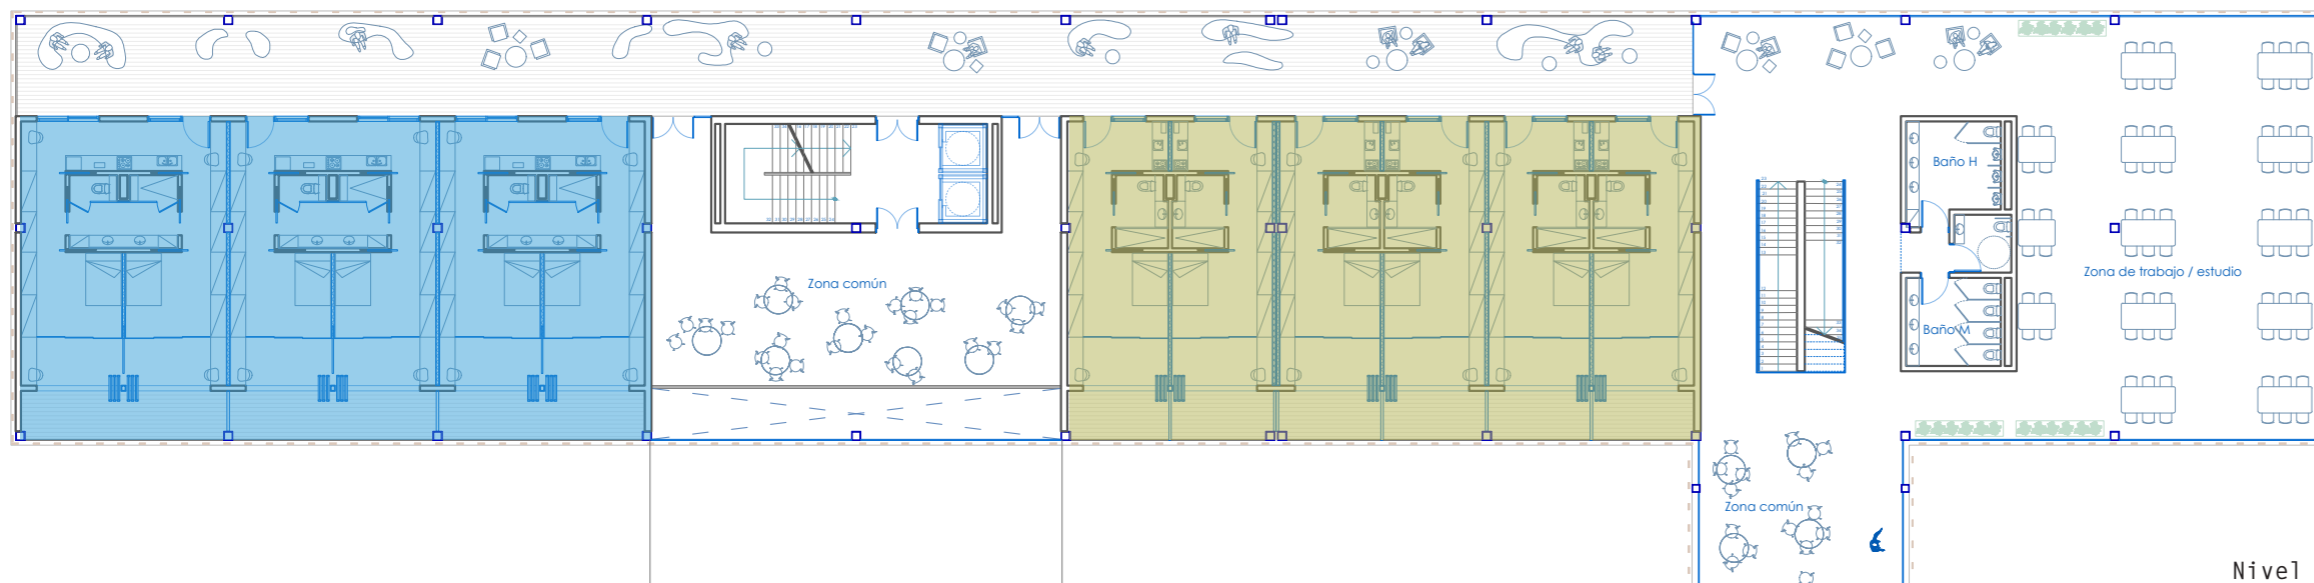 Baño H
Zona común
Zona de trabajo / estudio
Baño M
Zona común
Nivel